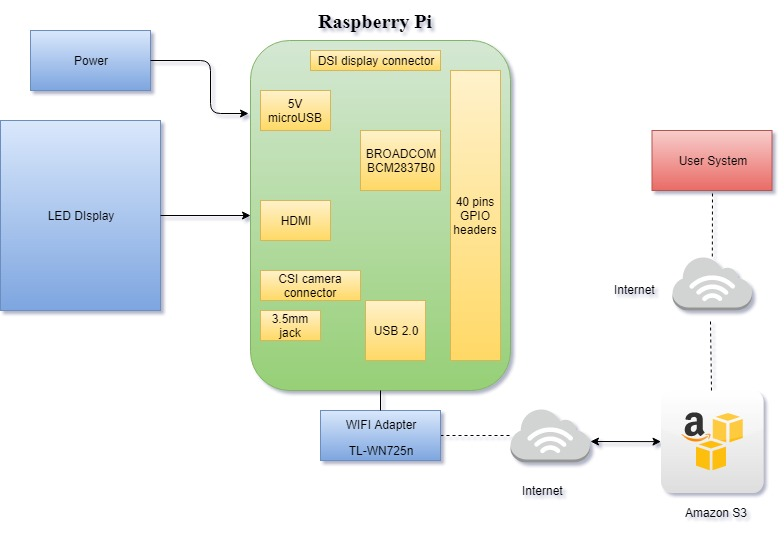 Raspberry Pi
Power
DSI display connector
5V
microUSB
BROADCOM
BCM2837B0
User System
LED DIsplay
HDMI
40 pins
GPIO
headers
CSI camera
connector
Internet
3.5mm
jack
USB 2.0
WIFI Adapter
TL-WN725n
a
Internet
Amazon S3